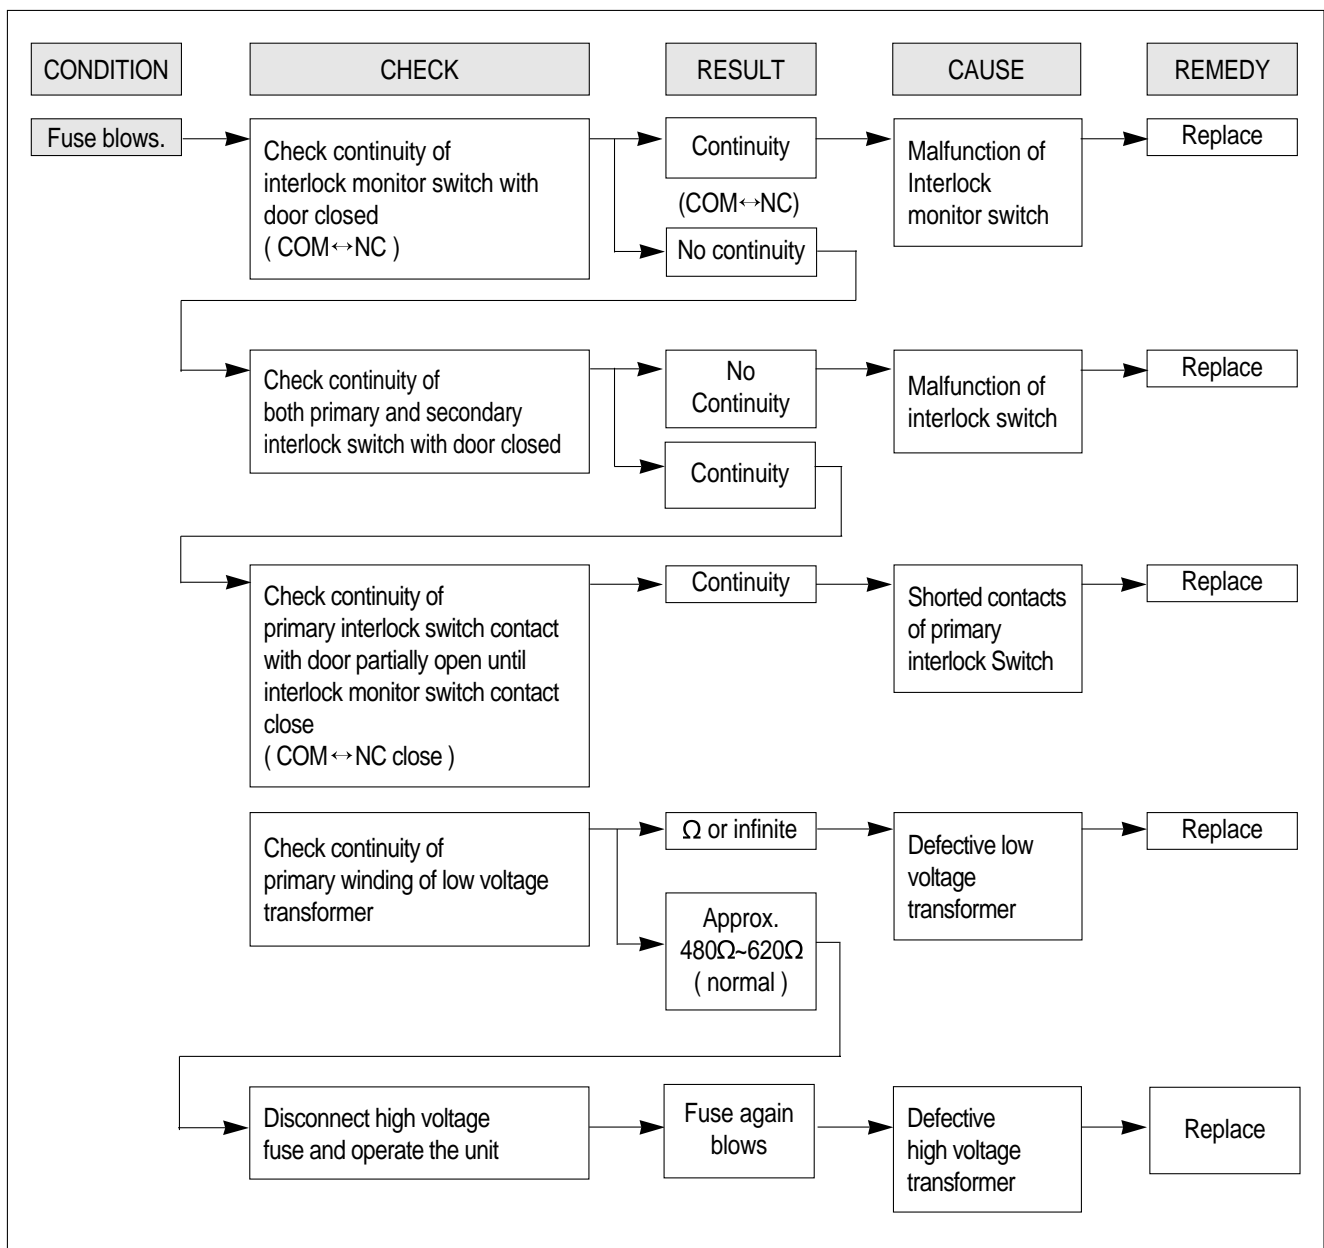 CONDITION
CHECK
RESULT
CAUSE
REMEDY
Fuse blows.
Check continuity of
interlock monitor switch with
door closed
( COM↔NC )
Continuity
(COM↔NC)
No continuity
Malfunction of
Interlock
monitor switch
Replace
Check continuity of
both primary and secondary
interlock switch with door closed
No
Continuity
Continuity
Malfunction of
interlock switch
Replace
Check continuity of
primary interlock switch contact
with door partially open until
interlock monitor switch contact
close
( COM↔NC close )
Continuity
Shorted contacts
of primary
interlock Switch
Replace
Check continuity of
primary winding of low voltage
transformer
Ω or infinite
Approx.
480Ω~620Ω
( normal )
Defective low
voltage
transformer
Replace
Disconnect high voltage
fuse and operate the unit
Fuse again
blows
Defective
high voltage
transformer
Replace